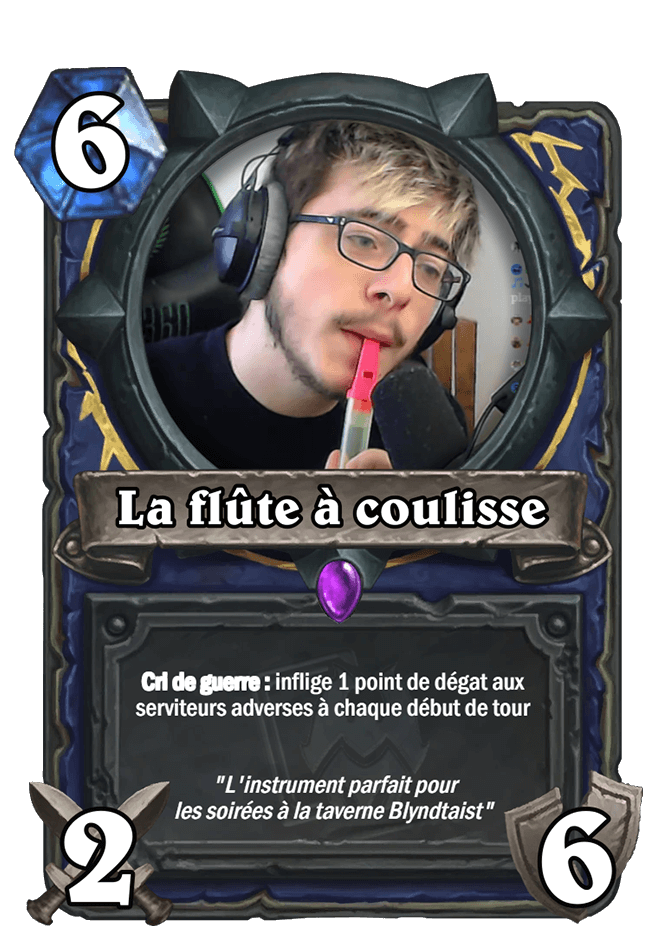 6
La flûte à coulisse
Cri de guerre : inflige 1 point de dégat aux
serviteurs adverses à chaque début de tour
"L'instrument parfait pour
les soirées à la taverne Blyndtaist"
2
6